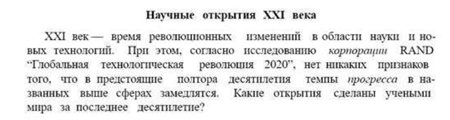 Научные открытия XXI века
XXI век — время революционных изменений в области науки и но-
вых технологий. При этом, согласно исследованию корпорации RAND
“Глобальная технологическая революция 2020”, нет никаких признаков
того, что в предстоящие полтора десятилетия темпы прогресса в на-
званных выше сферах замедлятся. Какие открытия сделаны учеными
мира за последнее десятилетие?